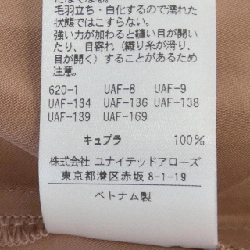 毛羽立ち・白化するので濡れた
状態ではこすらない。
強い力が加わると縫い目が開い
たり、目寄れ（織り糸が滑り、
目が開く）することがあるため
注意。
620-1 UAF-8 UAF-9
UAF-134 UAF-136 UAF-138
UAF-139 UAF-169
キュプラ 100%
株式会社 ユナイテッドアローズ
東京都港区赤坂8-1-19
ベトナム製